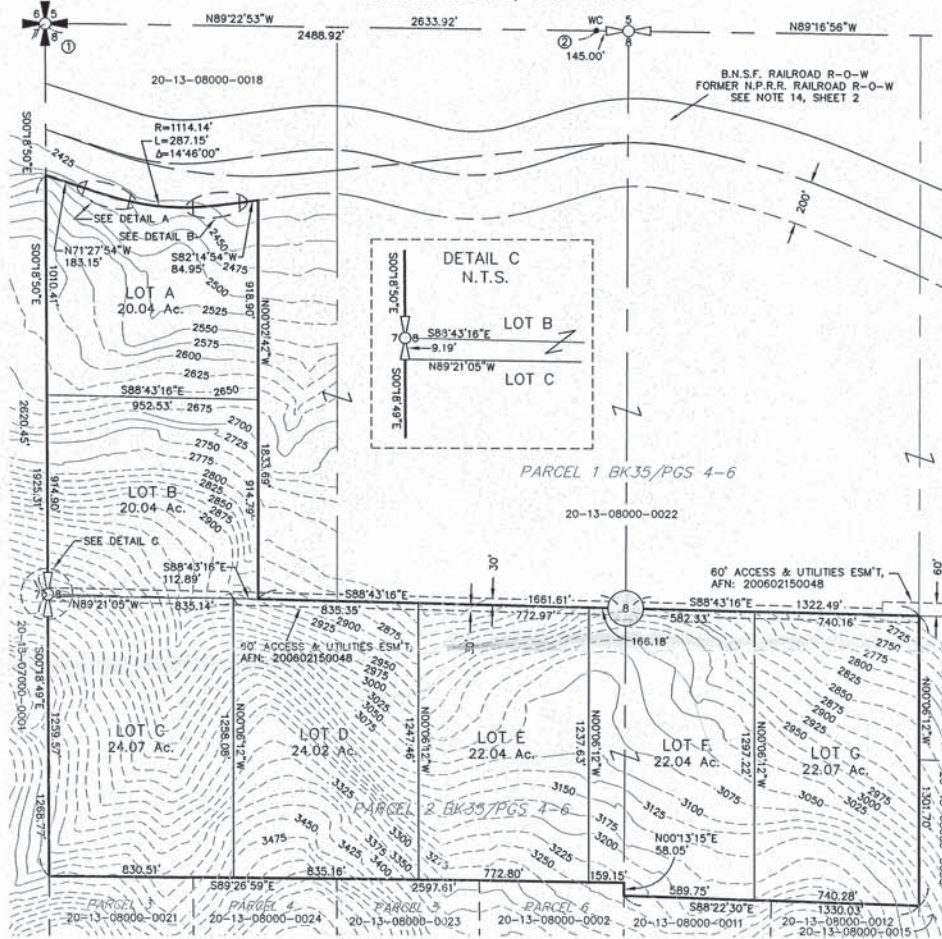 6 5
8
①
N89°22'53"W
2633.92'
2488.92'
WC
②
145.00'
5
8
N89°16'56"W
20-13-08000-0018
B.N.S.F. RAILROAD R-O-W
FORMER N.P.R.R. RAILROAD R-O-W
SEE NOTE 14, SHEET 2
R=1114.14'
L=287.15'
Δ=14°46'00"
S00°18'50"E
2425
200'
SEE DETAIL A
SEE DETAIL B
2450
2475
N71°27'54"W
183.15'
S82°14'54"W
84.95'
S00°18'50"E
1010.41'
LOT A
20.04 Ac.
2500
2525
2550
2575
2600
2625
2650
918.90'
N00°02'42"W
DETAIL C
N.T.S.
S00°18'50"E
LOT B
7 8
S88°43'16"E
9.19'
N89°21'05"W
LOT C
S00°18'49"E
S88°43'16"E
952.53'
2675
2700
2725
2750
2775
2800
2825
2850
2875
2900
2620.45'
1925.31'
914.90'
LOT B
20.04 Ac.
914.79'
1833.69'
PARCEL 1 BK35/PGS 4-6
20-13-08000-0022
SEE DETAIL C
S88°43'16"E
112.89'
7 8
N89°21'05"W
835.14'
S88°43'16"E
1661.61'
30'
30'
835.35'
772.97'
8
166.18'
S88°43'16"E
582.33'
1322.49'
740.16'
60'
60' ACCESS & UTILITIES ESM'T,
AFN: 200602150048
60' ACCESS & UTILITIES ESM'T,
AFN: 200602150048
2925
2900
2875
2950
2975
3000
3025
3050
3075
2725
2750
2775
2800
2825
2850
2875
2900
2925
2950
20-13-07000-0001
S00°18'49"E
1259.57'
1268.77'
LOT C
24.07 Ac.
1258.08'
N00°06'12"W
LOT D
24.02 Ac.
1247.46'
N00°06'12"W
LOT E
22.04 Ac.
1237.63'
N00°06'12"W
LOT F
22.04 Ac.
1297.22'
N00°06'12"W
LOT G
22.07 Ac.
N00°06'12"W
1301.70'
2975
3000
3025
3050
3075
3100
3125
3150
3175
3200
3225
3250
3325
3300
3350
3375
3400
3425
3450
3475
PARCEL 2 BK35/PGS 4-6
N00°13'15"E
58.05'
830.51'
835.16'
772.80'
159.15'
589.75'
740.28'
S89°26'59"E
2597.61'
S88°22'30"E
1330.03'
PARCEL 3
20-13-08000-0021
PARCEL 4
20-13-08000-0024
PARCEL 5
20-13-08000-0023
PARCEL 6
20-13-08000-0002
20-13-08000-0011
20-13-08000-0012
20-13-08000-0015